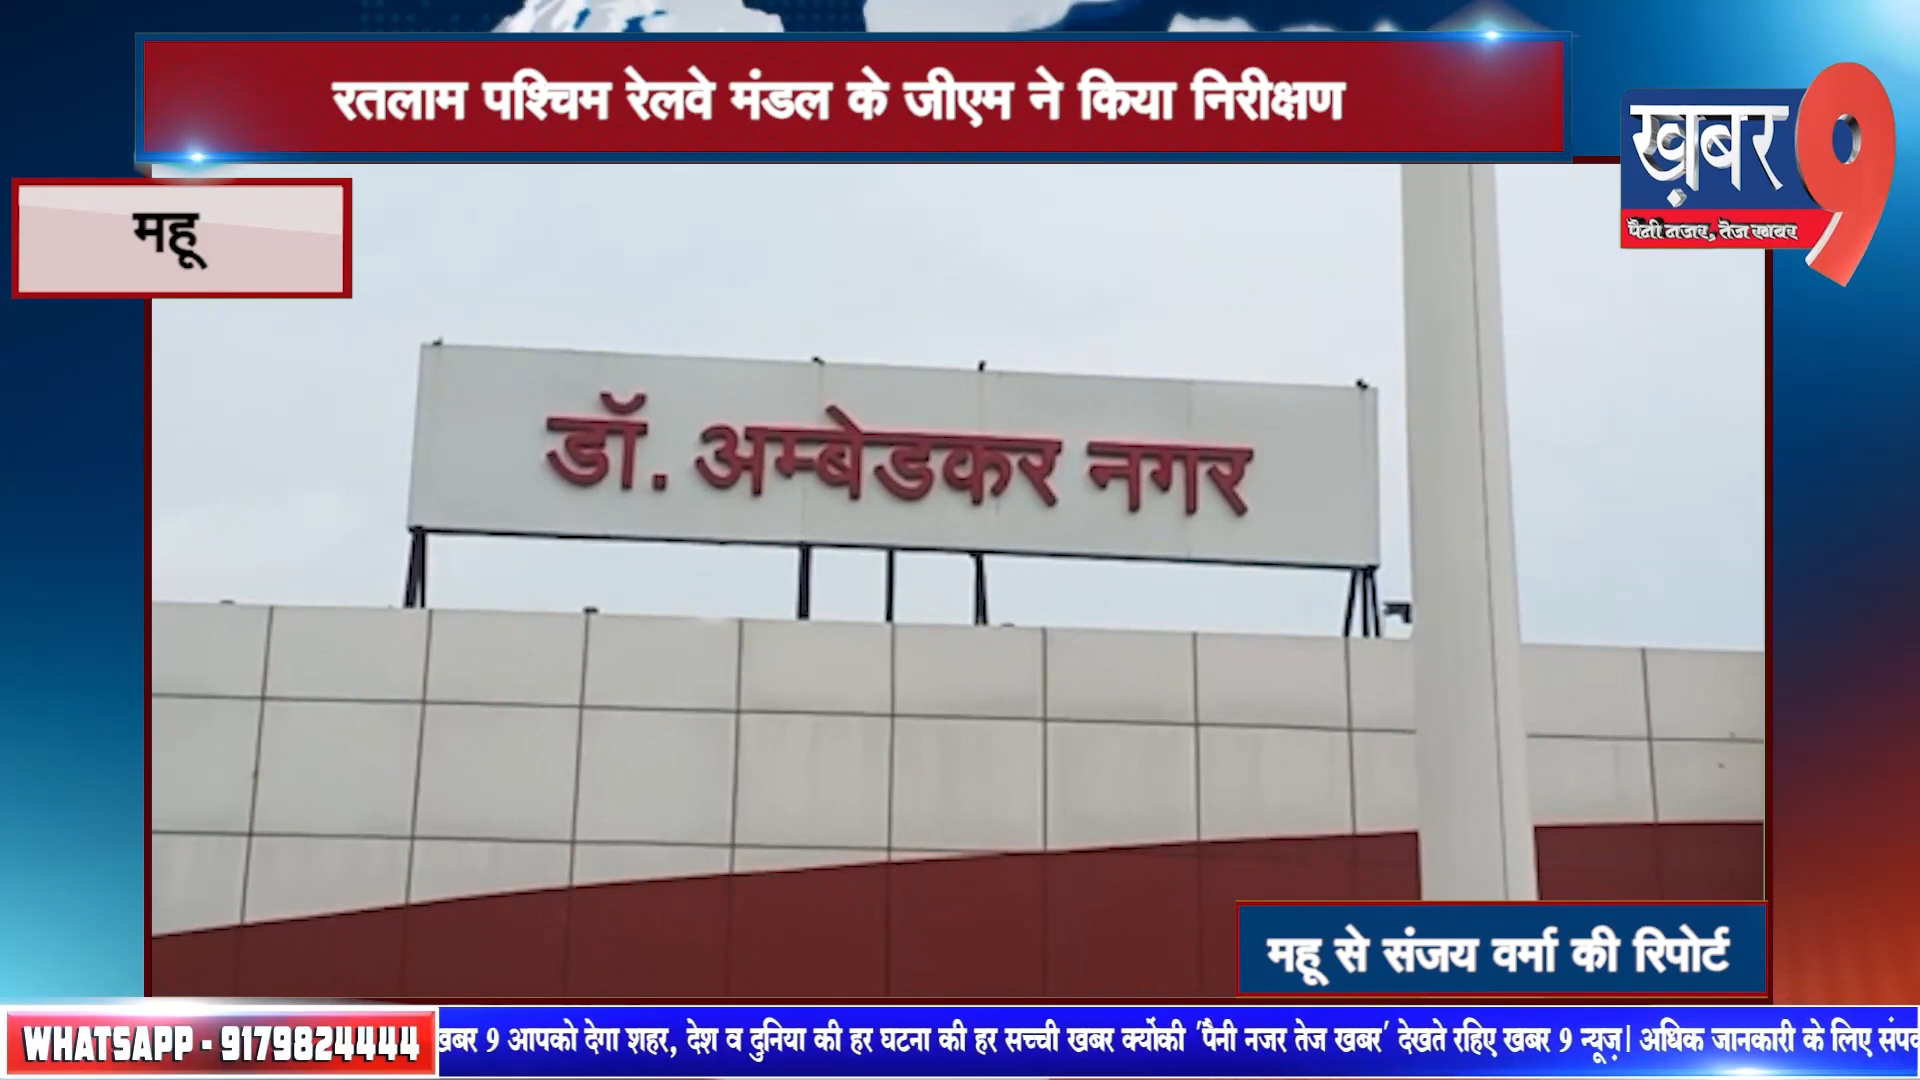 रतलाम पश्चिम रेलवे मंडल के जीएम ने किया निरीक्षण
ख़बर 9
पैनी नजर, तेज खबर
महू
डॉ. अम्बेडकर नगर
महू से संजय वर्मा की रिपोर्ट
WHATSAPP - 9179824444
खबर 9 आपको देगा शहर, देश व दुनिया की हर घटना की हर सच्ची खबर क्योंकी 'पैनी नजर तेज खबर' देखते रहिए खबर 9 न्यूज़| अधिक जानकारी के लिए